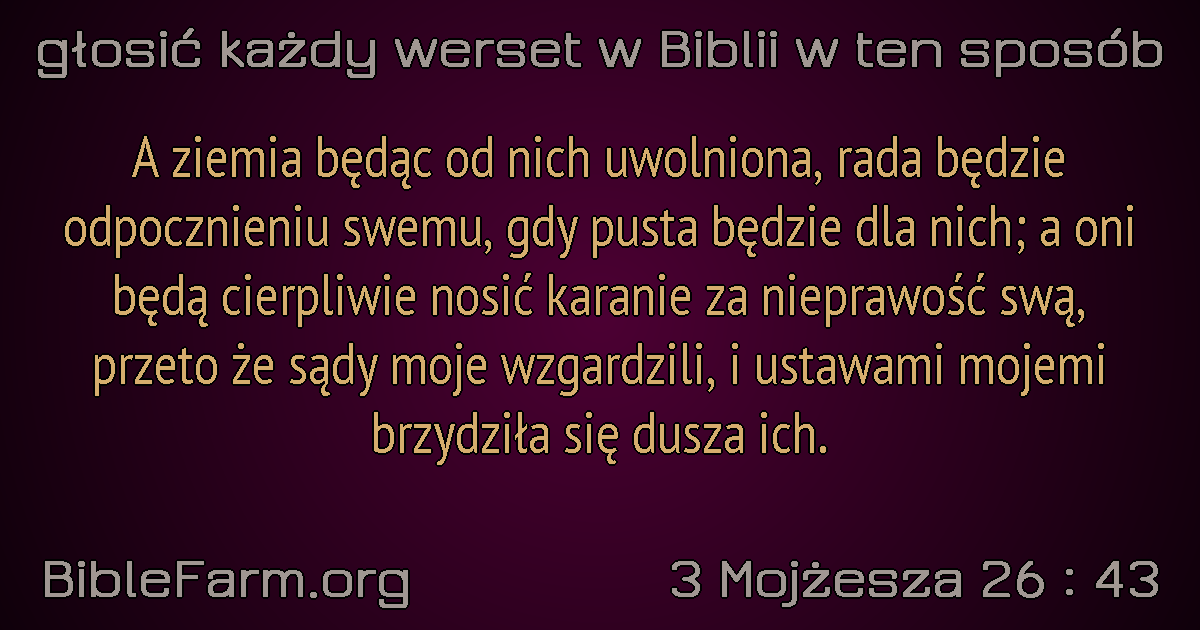 głosić każdy werset w Biblii w ten sposób
A ziemia będąc od nich uwolniona, rada będzie
odpocznieniu swemu, gdy pusta będzie dla nich; a oni
będą cierpliwie nosić karanie za nieprawość swą,
przeto że sądy moje wzgardzili, i ustawami mojemi
brzydziła się dusza ich.
BibleFarm.org
3 Mojżesza 26 : 43